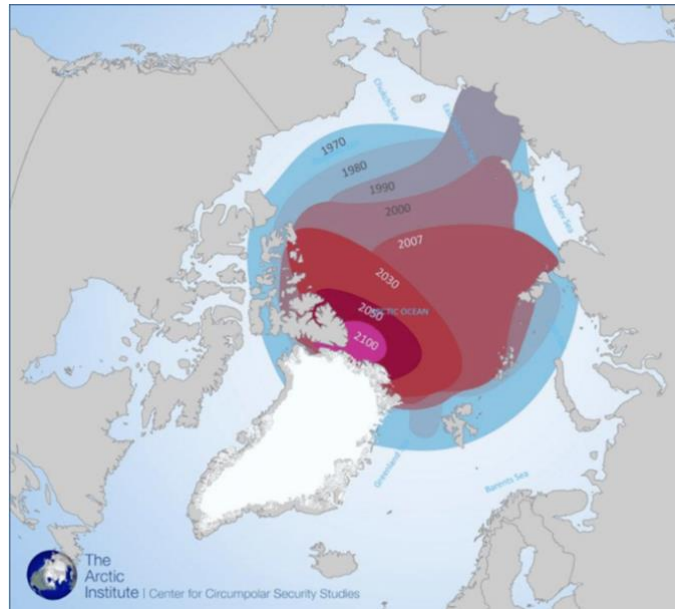 Chukchi Sea
1970
1980
1990
2000
2007
Laptev Sea
2030
2050
ARCTIC OCEAN
2100
Greenland
Barents Sea
The
Arctic
Institute | Center for Circumpolar Security Studies